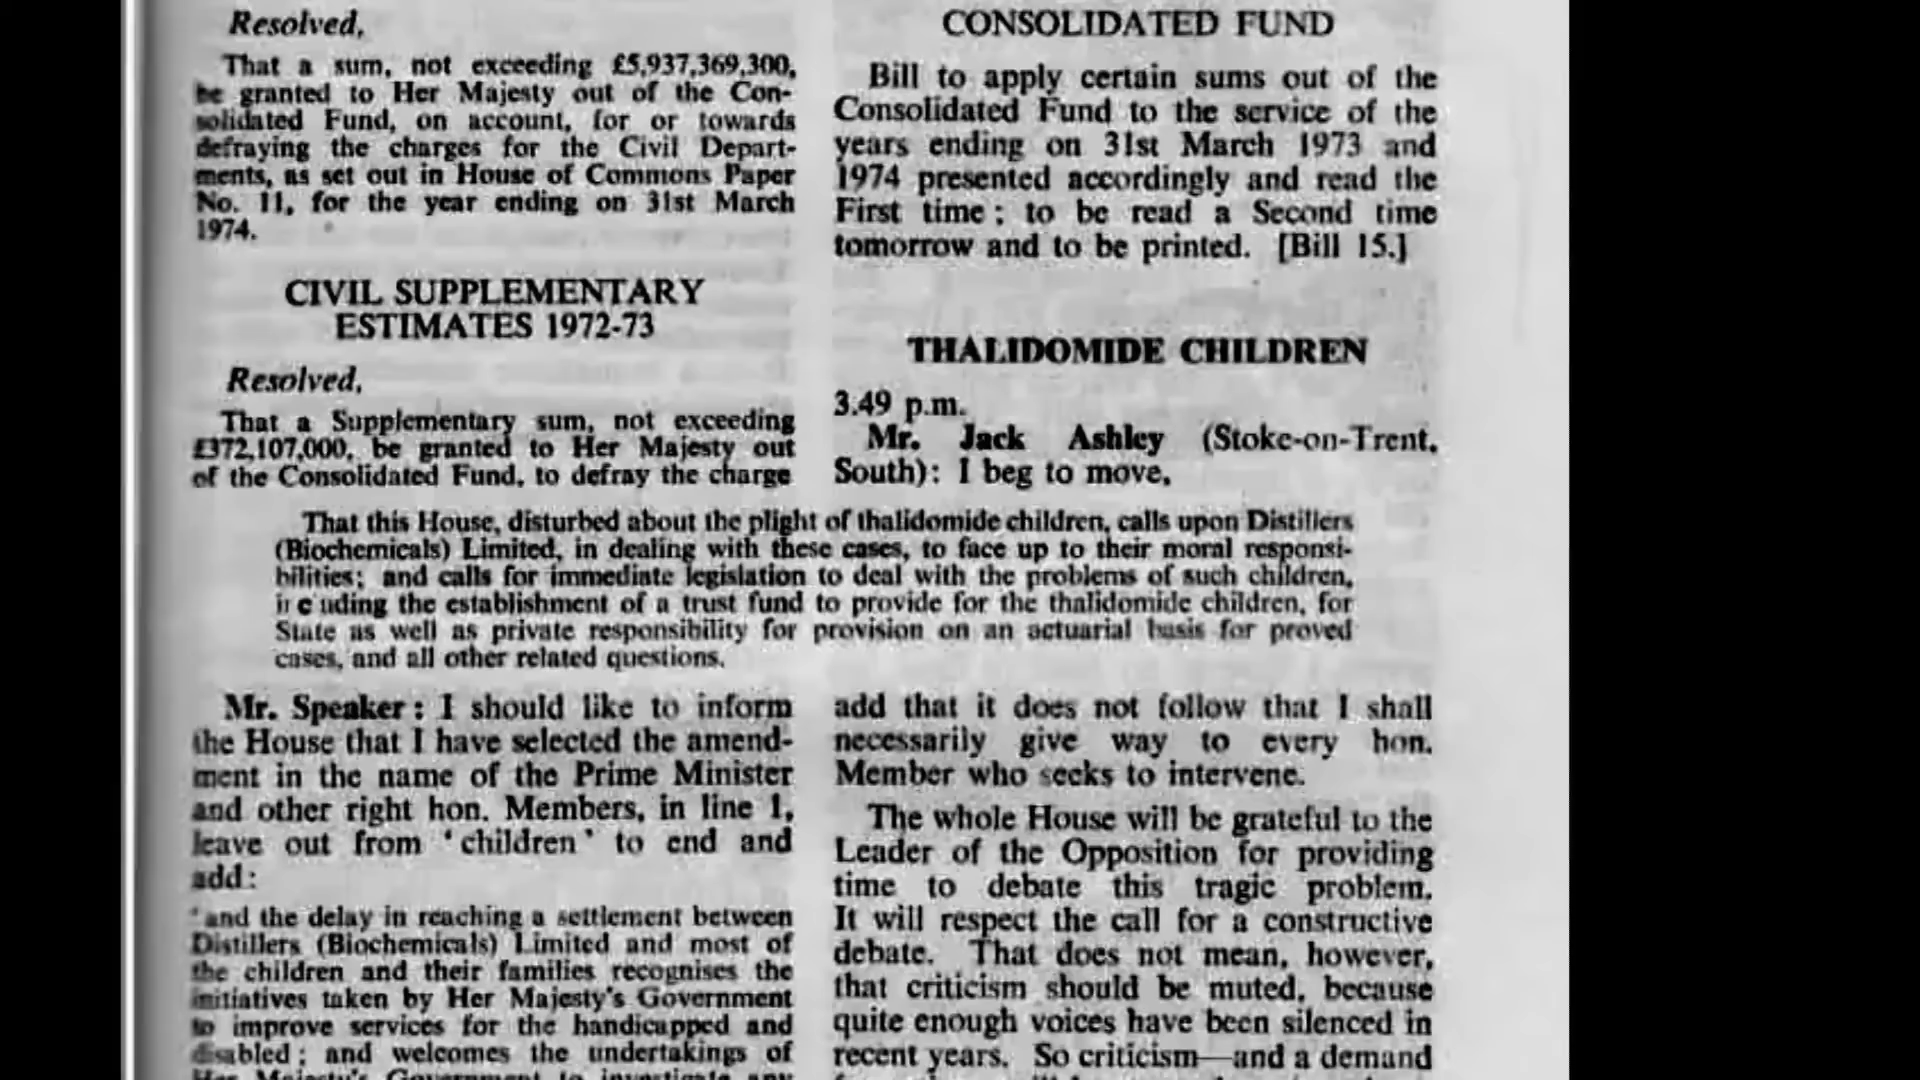 Resolved,
That a sum, not exceeding £5,937,369,300,
be granted to Her Majesty out of the Con-
solidated Fund, on account, for or towards
defraying the charges for the Civil Depart-
ments, as set out in House of Commons Paper
No. 11, for the year ending on 31st March
1974.
CIVIL SUPPLEMENTARY
ESTIMATES 1972-73
Resolved,
That a Supplementary sum, not exceeding
£372,107,000, be granted to Her Majesty out
of the Consolidated Fund, to defray the charge
CONSOLIDATED FUND
Bill to apply certain sums out of the
Consolidated Fund to the service of the
years ending on 31st March 1973 and
1974 presented accordingly and read the
First time; to be read a Second time
tomorrow and to be printed. [Bill 15.]
THALIDOMIDE CHILDREN
3.49 p.m.
Mr. Jack Ashley (Stoke-on-Trent,
South): I beg to move,
That this House, disturbed about the plight of thalidomide children, calls upon Distillers
(Biochemicals) Limited, in dealing with these cases, to face up to their moral responsi-
bilities; and calls for immediate legislation to deal with the problems of such children,
including the establishment of a trust fund to provide for the thalidomide children, for
State as well as private responsibility for provision on an actuarial basis for proved
cases, and all other related questions.
Mr. Speaker: I should like to inform
the House that I have selected the amend-
ment in the name of the Prime Minister
and other right hon. Members, in line 1,
leave out from 'children' to end and
add:
'and the delay in reaching a settlement between
Distillers (Biochemicals) Limited and most of
the children and their families recognises the
initiatives taken by Her Majesty's Government
to improve services for the handicapped and
disabled; and welcomes the undertakings of
Her Majesty's Government to investigate any
add that it does not follow that I shall
necessarily give way to every hon.
Member who seeks to intervene.
The whole House will be grateful to the
Leader of the Opposition for providing
time to debate this tragic problem.
It will respect the call for a constructive
debate. That does not mean, however,
that criticism should be muted, because
quite enough voices have been silenced in
recent years. So criticism—and a demand